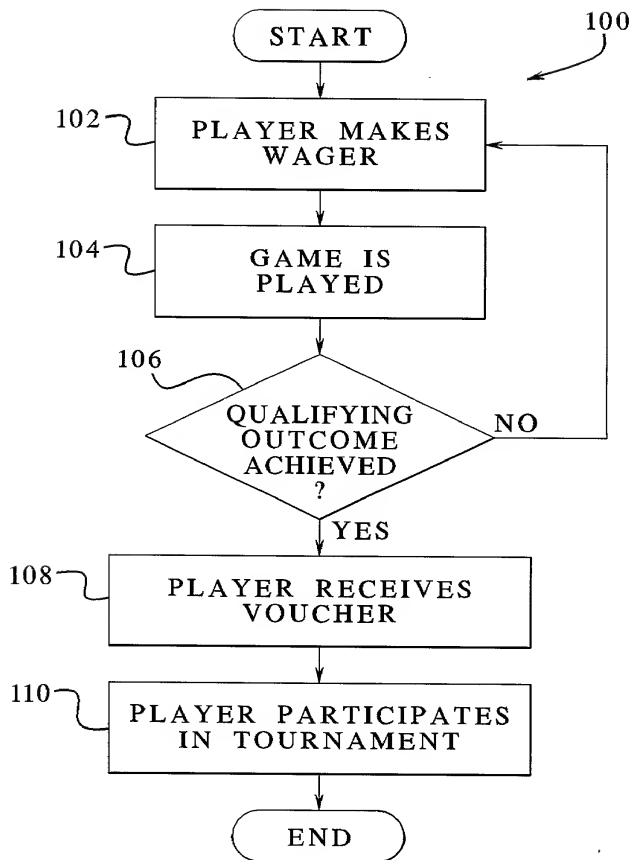 START
100
102
PLAYER MAKES
WAGER
104
GAME IS
PLAYED
106
QUALIFYING
OUTCOME
ACHIEVED
?
NO
YES
108
PLAYER RECEIVES
VOUCHER
110
PLAYER PARTICIPATES
IN TOURNAMENT
END